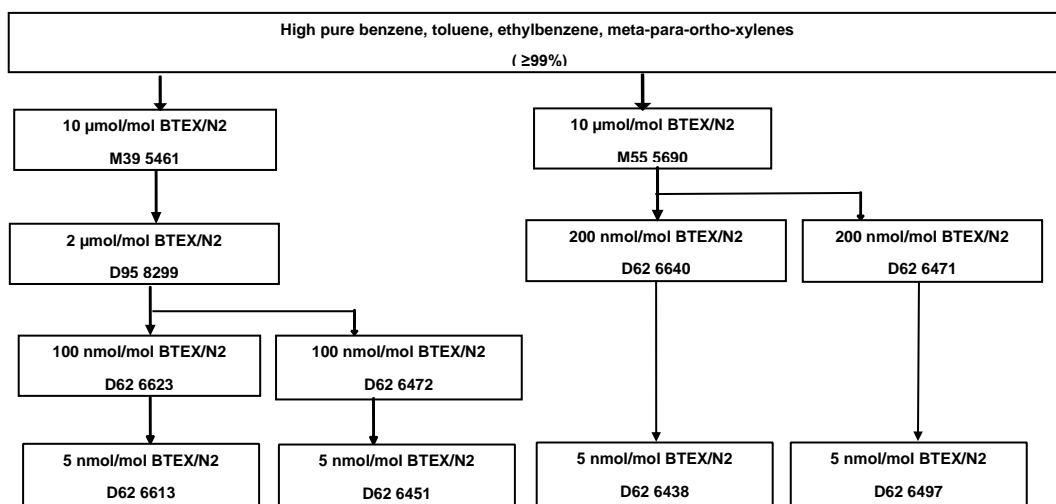 High pure benzene, toluene, ethylbenzene, meta-para-ortho-xylenes
( ≥99%)
10 µmol/mol BTEX/N2
M39 5461
10 µmol/mol BTEX/N2
M55 5690
2 µmol/mol BTEX/N2
D95 8299
200 nmol/mol BTEX/N2
D62 6640
200 nmol/mol BTEX/N2
D62 6471
100 nmol/mol BTEX/N2
D62 6623
100 nmol/mol BTEX/N2
D62 6472
5 nmol/mol BTEX/N2
D62 6613
5 nmol/mol BTEX/N2
D62 6451
5 nmol/mol BTEX/N2
D62 6438
5 nmol/mol BTEX/N2
D62 6497